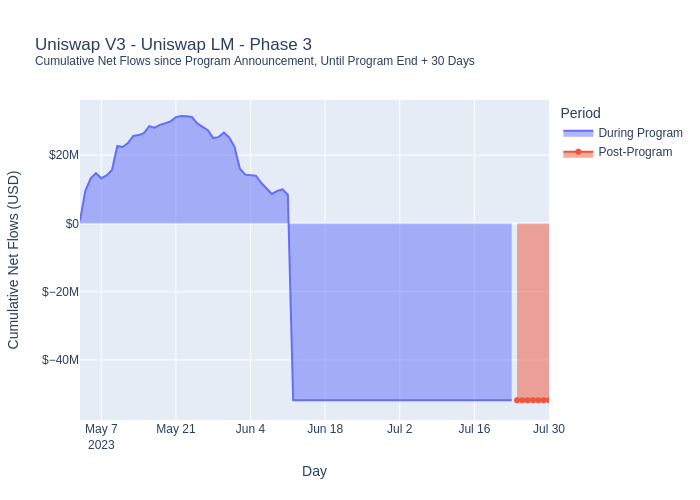 Uniswap V3 - Uniswap LM - Phase 3
Cumulative Net Flows since Program Announcement, Until Program End + 30 Days
Period
During Program
Post-Program
Cumulative Net Flows (USD)
$20M
$0
$−20M
$−40M
May 7
2023
May 21
Jun 4
Jun 18
Jul 2
Jul 16
Jul 30
Day